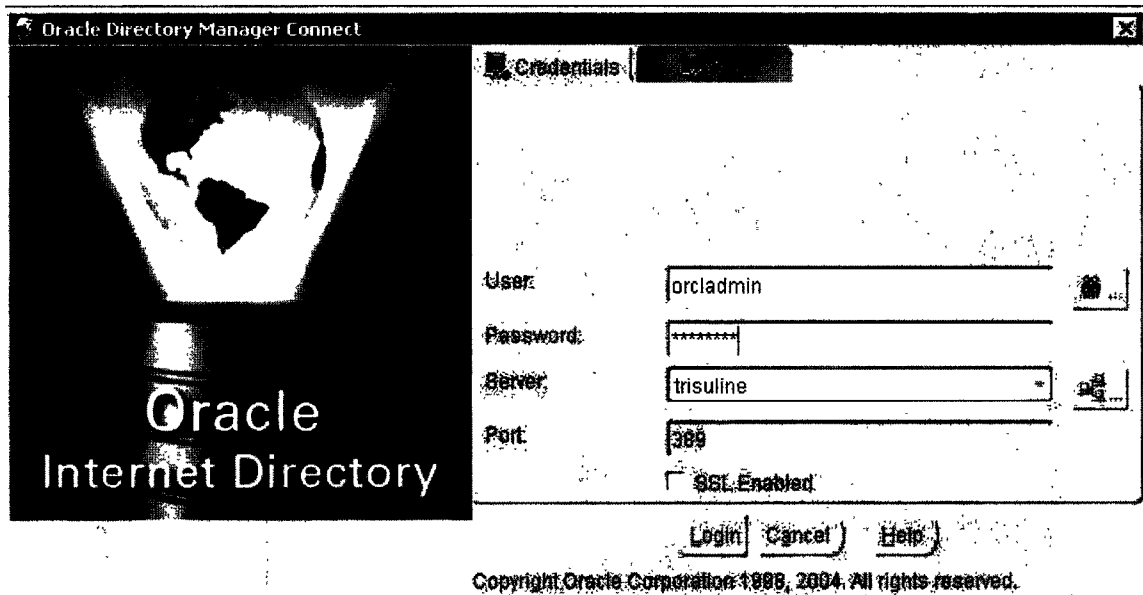 Oracle Directory Manager Connect
Credentials
User: orcladmin
Password: ********
Server: trisuline
Port: 389
SSL Enabled
Oracle
Internet Directory
Login Cancel Help
Copyright Oracle Corporation 1998, 2004. All rights reserved.